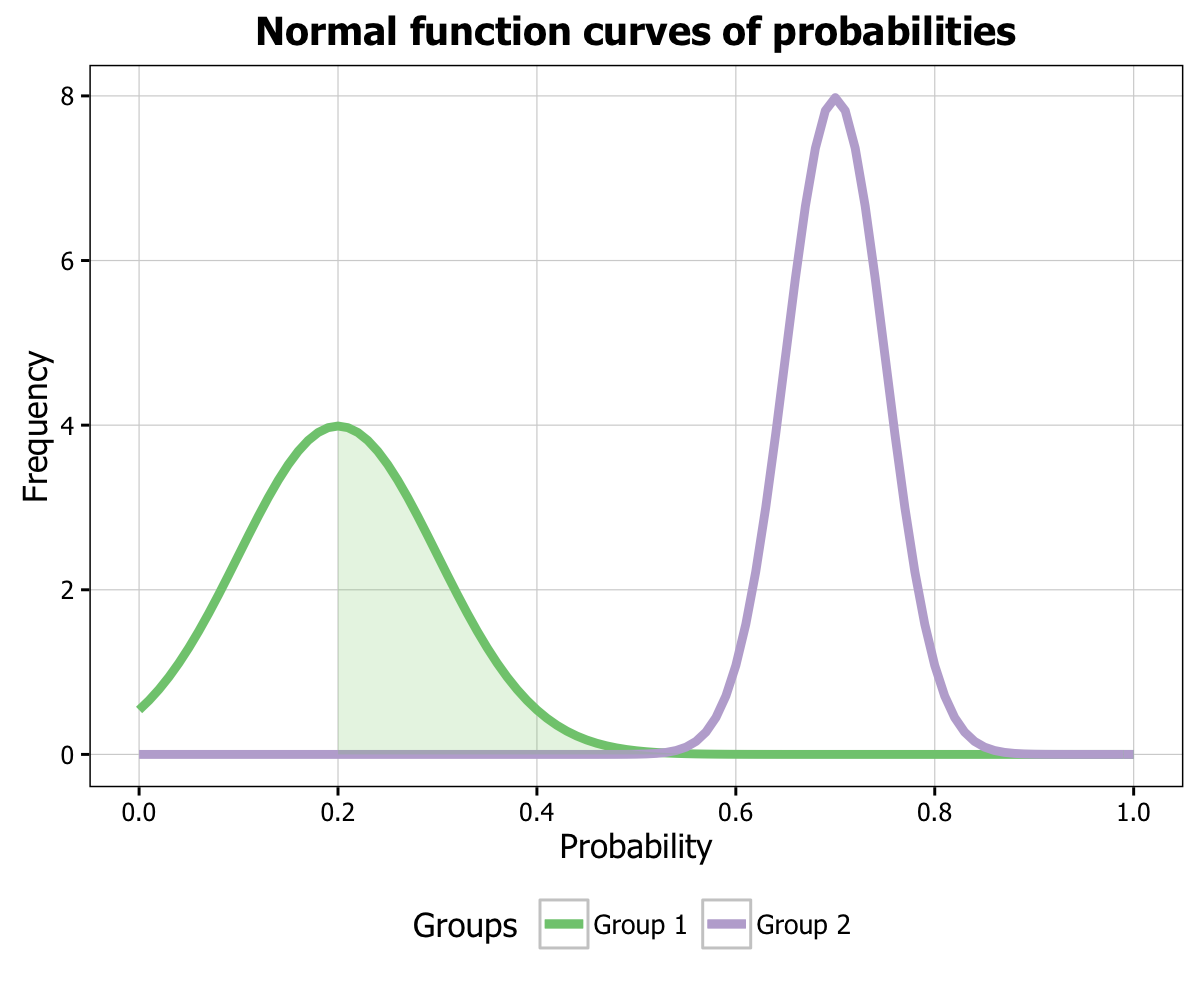 Normal function curves of probabilities
Frequency
8
6
4
2
0
0.0 0.2 0.4 0.6 0.8 1.0
Probability
Groups Group 1 Group 2